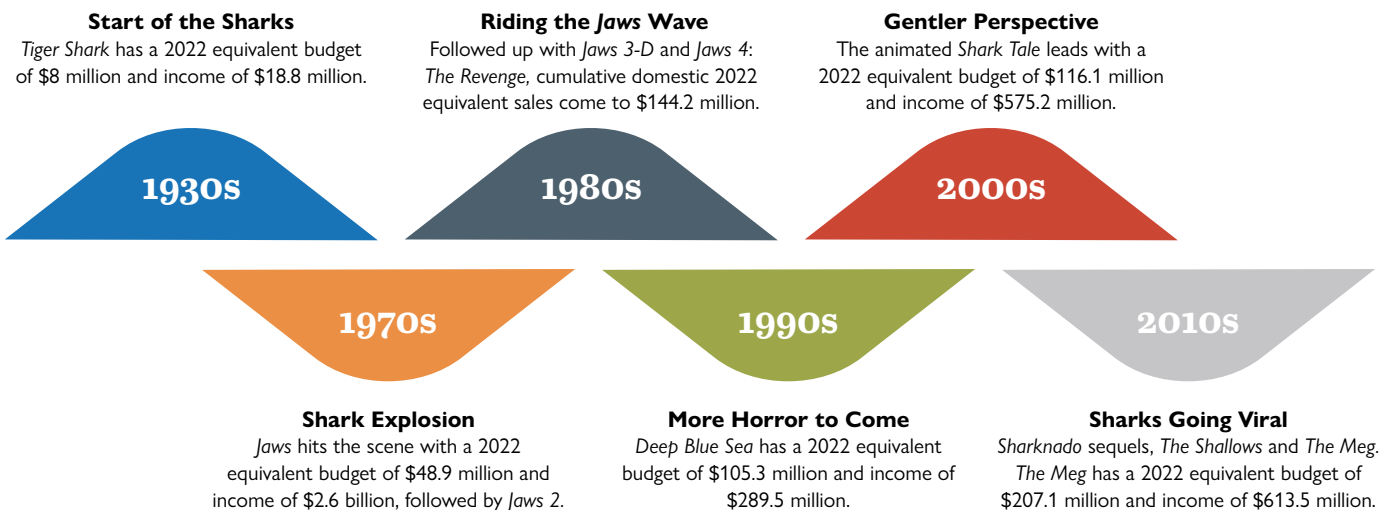 Start of the Sharks
Tiger Shark has a 2022 equivalent budget
of $8 million and income of $18.8 million.
1930s
Shark Explosion
Jaws hits the scene with a 2022
equivalent budget of $48.9 million and
income of $2.6 billion, followed by Jaws 2.
1970s
Riding the Jaws Wave
Followed up with Jaws 3-D and Jaws 4:
The Revenge, cumulative domestic 2022
equivalent sales come to $144.2 million.
1980s
More Horror to Come
Deep Blue Sea has a 2022 equivalent
budget of $105.3 million and income of
$289.5 million.
1990s
Gentler Perspective
The animated Shark Tale leads with a
2022 equivalent budget of $116.1 million
and income of $575.2 million.
2000s
Sharks Going Viral
Sharknado sequels, The Shallows and The Meg.
The Meg has a 2022 equivalent budget of
$207.1 million and income of $613.5 million.
2010s